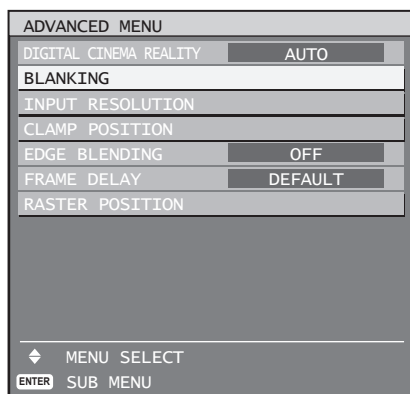 ADVANCED MENU
DIGITAL CINEMA REALITY AUTO
BLANKING
INPUT RESOLUTION
CLAMP POSITION
EDGE BLENDING OFF
FRAME DELAY DEFAULT
RASTER POSITION
MENU SELECT
ENTER SUB MENU